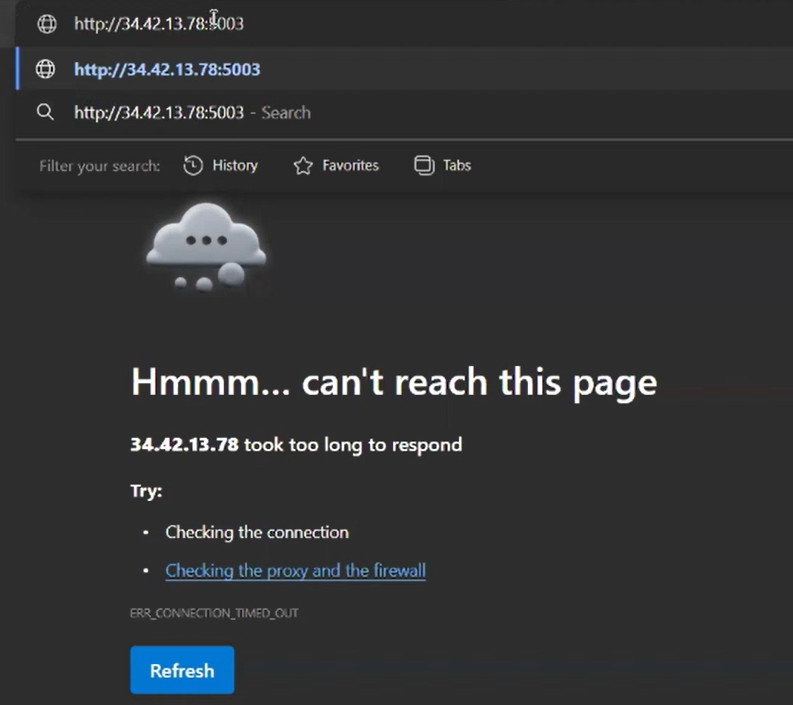 http://34.42.13.78:5003
http://34.42.13.78:5003
http://34.42.13.78:5003 - Search
Filter your search: History Favorites Tabs
Hmmm... can't reach this page
34.42.13.78 took too long to respond
Try:
• Checking the connection
• Checking the proxy and the firewall
ERR_CONNECTION_TIMED_OUT
Refresh